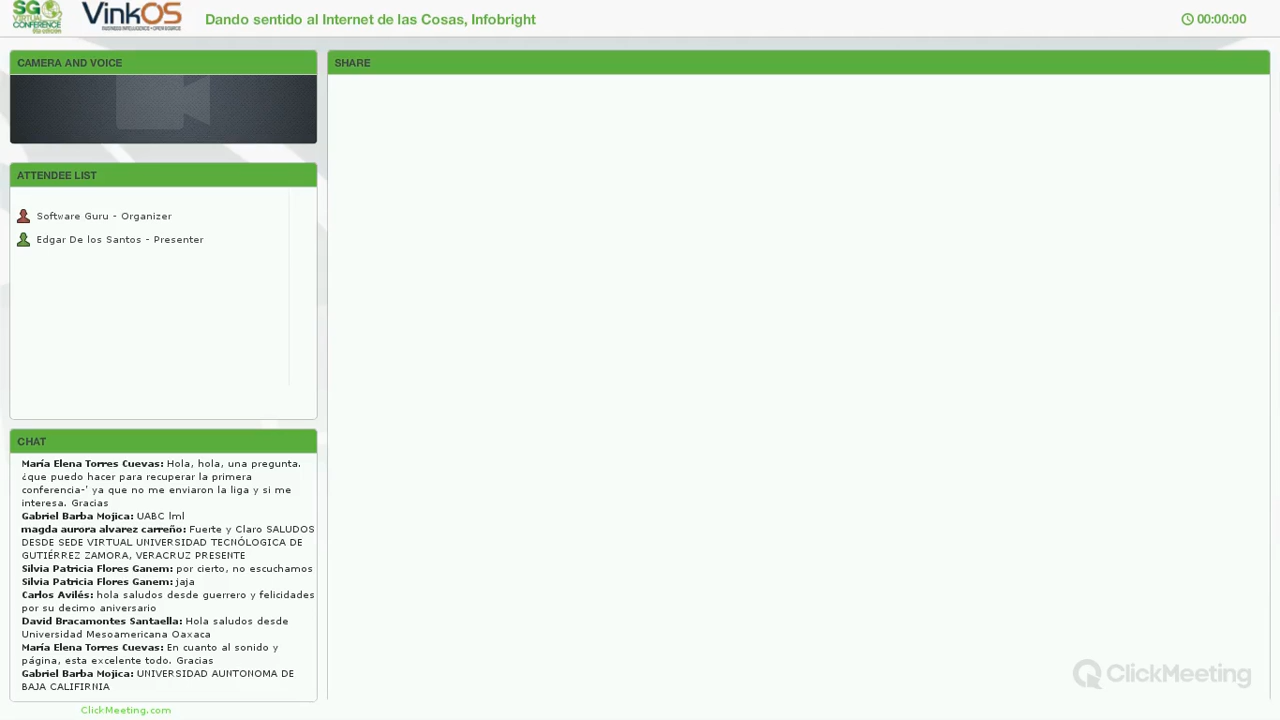 SG
VIRTUAL
CONFERENCE
VinkOS
BUSINESS INTELLIGENCE • OPEN SOURCE
Dando sentido al Internet de las Cosas, Infobright
00:00:00
CAMERA AND VOICE
SHARE
ATTENDEE LIST
Software Guru - Organizer
Edgar De los Santos - Presenter
CHAT
María Elena Torres Cuevas: Hola, hola, una pregunta.
¿que puedo hacer para recuperar la primera
conferencia-' ya que no me enviaron la liga y si me
interesa. Gracias
Gabriel Barba Mojica: UABC lml
magda aurora alvarez carreño: Fuerte y Claro SALUDOS
DESDE SEDE VIRTUAL UNIVERSIDAD TECNÓLOGICA DE
GUTIÉRREZ ZAMORA, VERACRUZ PRESENTE
Silvia Patricia Flores Ganem: por cierto, no escuchamos
Silvia Patricia Flores Ganem: jaja
Carlos Avilés: hola saludos desde guerrero y felicidades
por su decimo aniversario
David Bracamontes Santaella: Hola saludos desde
Universidad Mesoamericana Oaxaca
María Elena Torres Cuevas: En cuanto al sonido y
página, esta excelente todo. Gracias
Gabriel Barba Mojica: UNIVERSIDAD AUNTONOMA DE
BAJA CALIFIRNIA
ClickMeeting
ClickMeeting.com